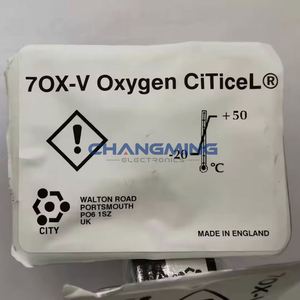 7OX-V Oxygen CiTiceL®
+50
CHANGMING
ELECTRONICS
-20
°C
WALTON ROAD
PORTSMOUTH
PO6 1SZ
UK
CITY
MADE IN ENGLAND